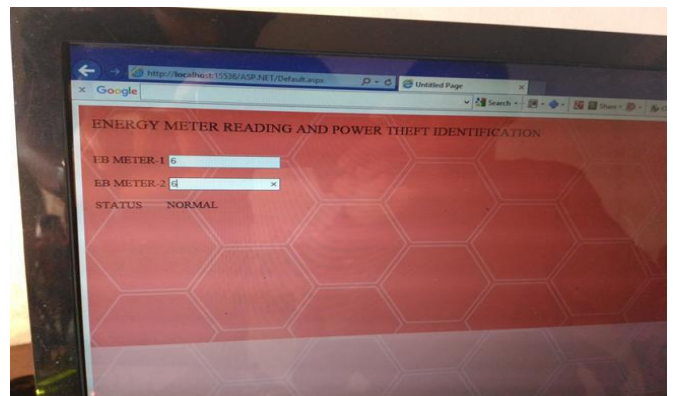 http://localhost:15536/ASP.NET/Default.aspx
Untitled Page
Google
Search
Share
ENERGY METER READING AND POWER THEFT IDENTIFICATION
EB METER-1 6
EB METER-2 6
STATUS NORMAL